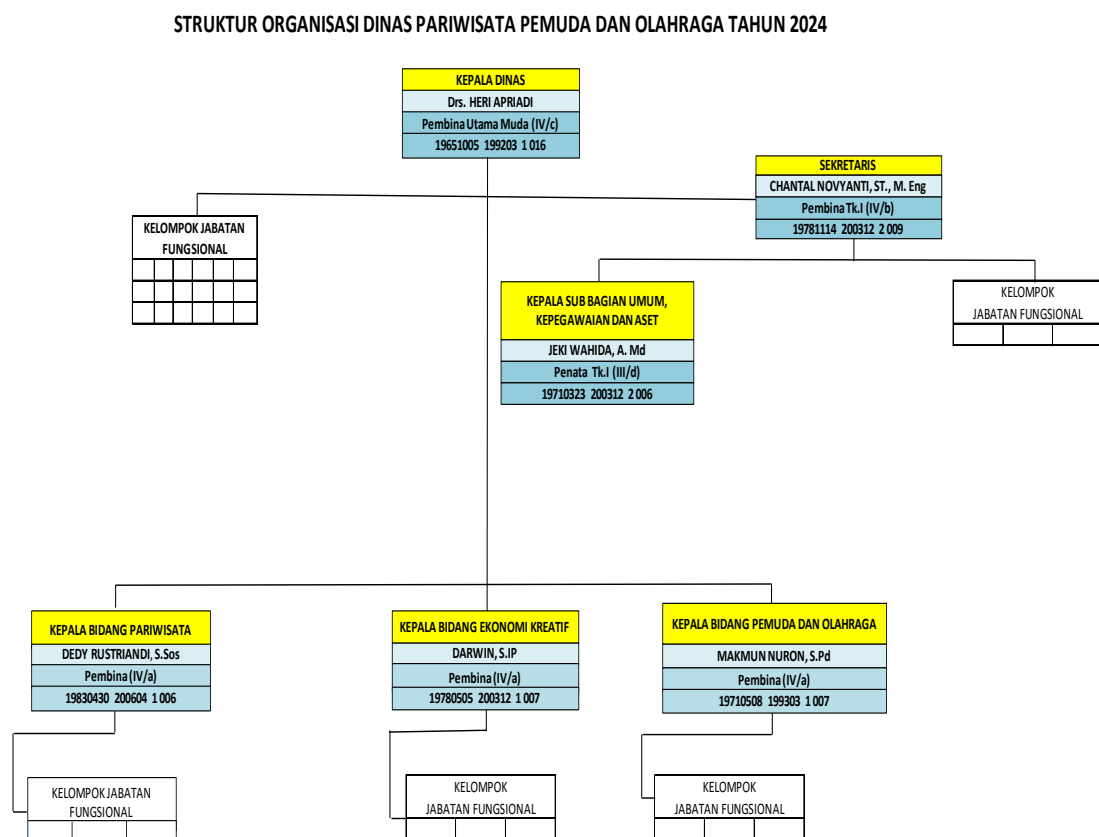 STRUKTUR ORGANISASI DINAS PARIWISATA PEMUDA DAN OLAHRAGA TAHUN 2024
KEPALA DINAS
Drs. HERI APRIADI
Pembina Utama Muda (IV/c)
19651005 199203 1 016
SEKRETARIS
CHANTAL NOVYANTI, ST., M. Eng
Pembina Tk.I (IV/b)
19781114 200312 2 009
KELOMPOK JABATAN
FUNGSIONAL
KEPALA SUB BAGIAN UMUM,
KEPEGAWAIAN DAN ASET
JEKI WAHIDA, A. Md
Penata Tk.I (III/d)
19710323 200312 2 006
KELOMPOK
JABATAN FUNGSIONAL
KEPALA BIDANG PARIWISATA
DEDY RUSTRIANDI, S.Sos
Pembina (IV/a)
19830430 200604 1 006
KEPALA BIDANG EKONOMI KREATIF
DARWIN, S.IP
Pembina (IV/a)
19780505 200312 1 007
KEPALA BIDANG PEMUDA DAN OLAHRAGA
MAKMUN NURON, S.Pd
Pembina (IV/a)
19710508 199303 1 007
KELOMPOK JABATAN
FUNGSIONAL
KELOMPOK
JABATAN FUNGSIONAL
KELOMPOK
JABATAN FUNGSIONAL